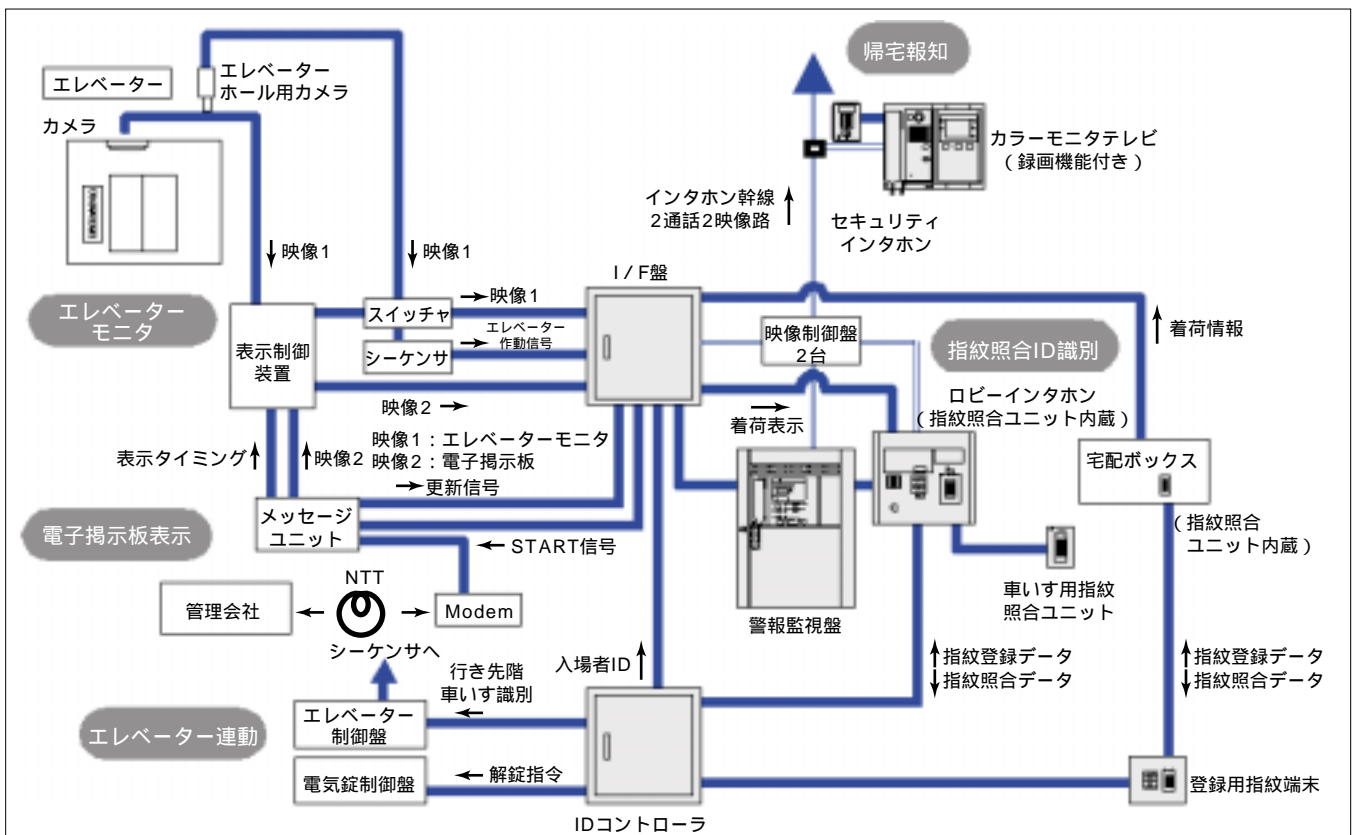 帰宅報知
エレベーター
エレベーター
ホール用カメラ
カメラ
カラーモニタテレビ
(録画機能付き)
インタホン幹線
2通話2映像路
セキュリティ
インタホン
↓映像1
↓映像1
I/F盤
エレベーター
モニタ
スイッチャ
→映像1
↑着荷情報
シーケンサ
→エレベーター
作動信号
表示制御
装置
映像制御盤
2台
指紋照合ID識別
ロビーインタホン
(指紋照合ユニット内蔵)
映像2→
→
着荷表示
映像1:エレベーターモニタ
映像2:電子掲示板
表示タイミング↑
↑映像2
→更新信号
宅配ボックス
(指紋照合
ユニット内蔵)
電子掲示板表示
メッセージ
ユニット
←START信号
車いす用指紋
照合ユニット
警報監視盤
管理会社
NTT
Modem
シーケンサへ
入場者ID↑
↑指紋登録データ
↓指紋照合データ
↑指紋登録データ
↓指紋照合データ
行き先階
車いす識別
←
エレベーター連動
エレベーター
制御盤
電気錠制御盤
←解錠指令
登録用指紋端末
IDコントローラ